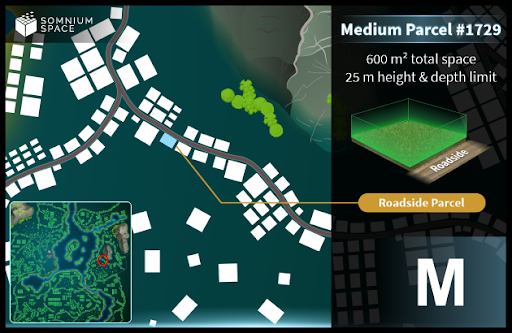 SOMNIUM
SPACE
Medium Parcel #1729
600 m² total space
25 m height & depth limit
Roadside
Roadside Parcel
M